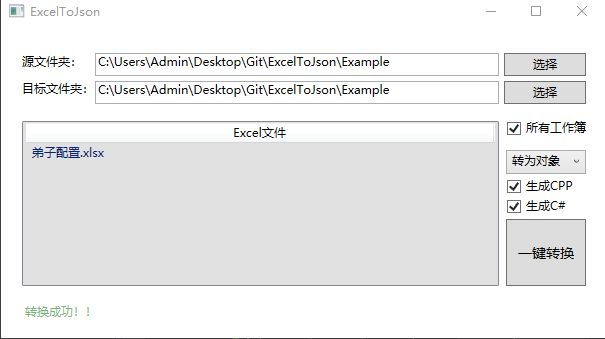 ExcelToJson
源文件夹：
C:\Users\Admin\Desktop\Git\ExcelToJson\Example
选择
目标文件夹：
C:\Users\Admin\Desktop\Git\ExcelToJson\Example
选择
Excel文件
弟子配置.xlsx
所有工作簿
转为对象
生成CPP
生成C#
一键转换
转换成功！！